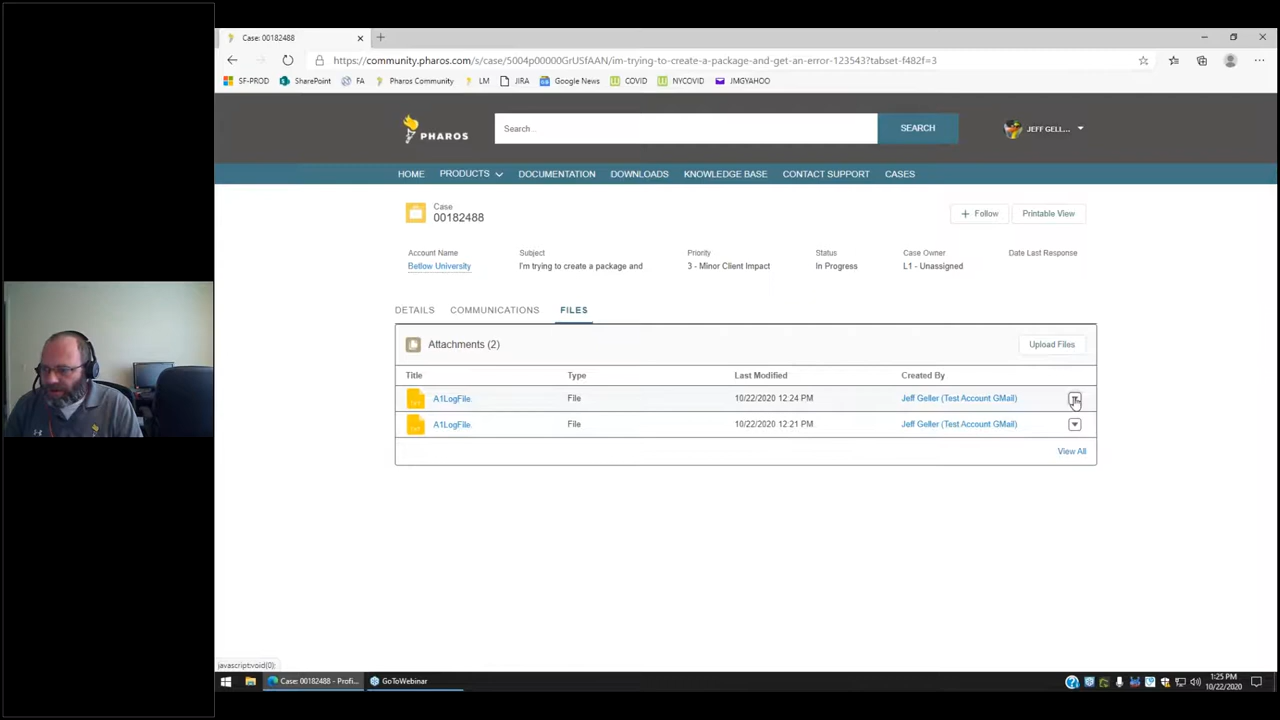 Case: 00182488
https://community.pharos.com/s/case/5004p00000GrUSfAAN/im-trying-to-create-a-package-and-get-an-error-123543?tabset-f482f=3
SF-PROD SharePoint FA Pharos Community LM JIRA Google News COVID NYCOVID JMGYAHOO
PHAROS Search... SEARCH JEFF GELL...
HOME PRODUCTS DOCUMENTATION DOWNLOADS KNOWLEDGE BASE CONTACT SUPPORT CASES
Case
00182488
Follow Printable View
Account Name Subject Priority Status Case Owner Date Last Response
Betlow University I'm trying to create a package and 3 - Minor Client Impact In Progress L1 - Unassigned
DETAILS COMMUNICATIONS FILES
Attachments (2) Upload Files
Title Type Last Modified Created By
A1LogFile. File 10/22/2020 12:24 PM Jeff Geller (Test Account GMail)
A1LogFile. File 10/22/2020 12:21 PM Jeff Geller (Test Account GMail)
View All
javascript:void(0);
Case: 00182488 - Profi... GoToWebinar 1:25 PM
10/22/2020